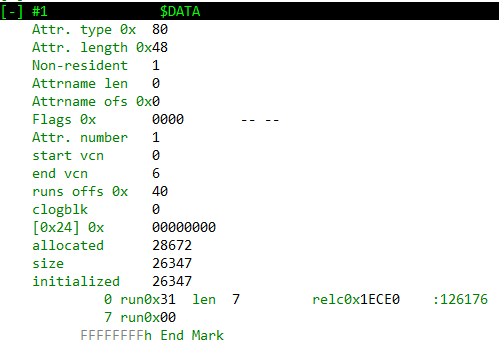 [-] #1 $DATA
Attr. type 0x 80
Attr. length 0x48
Non-resident 1
Attrname len 0
Attrname ofs 0x0
Flags 0x 0000 -- --
Attr. number 1
start vcn 0
end vcn 6
runs offs 0x 40
clogblk 0
[0x24] 0x 00000000
allocated 28672
size 26347
initialized 26347
0 run0x31 len 7 relc0x1ECE0 :126176
7 run0x00
FFFFFFFFh End Mark